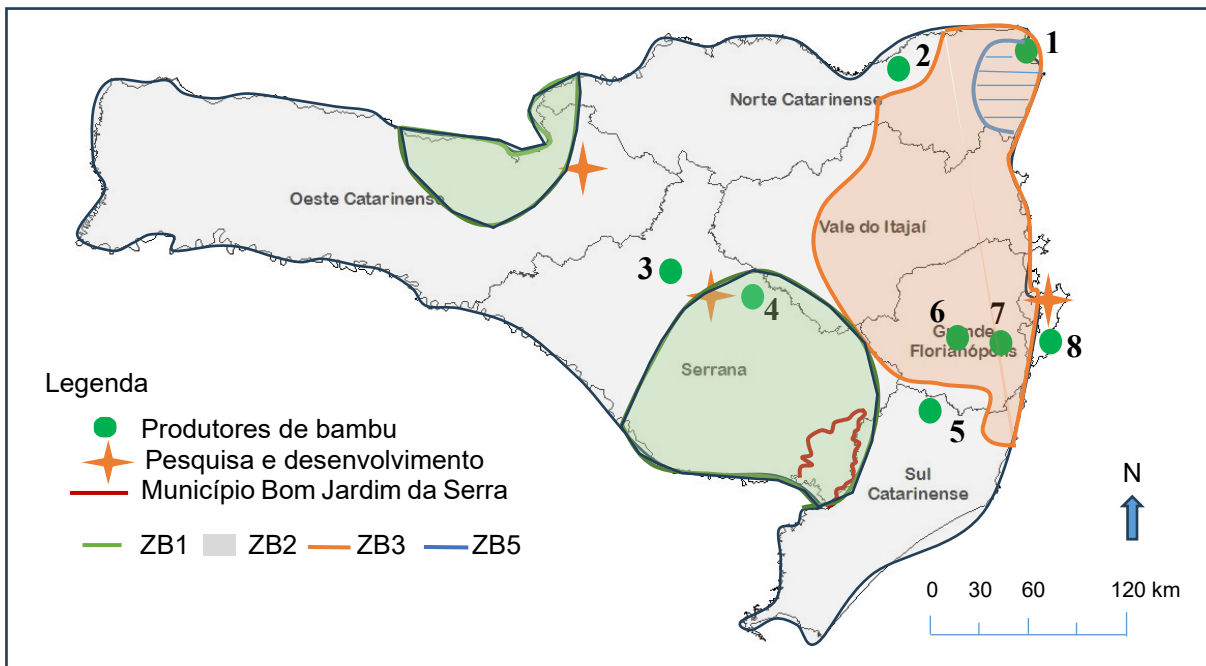 1
2
Norte Catarinense
Oeste Catarinense
Vale do Itajaí
3
4
6
7
Grande
Florianópolis
8
Serrana
5
Sul
Catarinense
Legenda
Produtores de bambu
Pesquisa e desenvolvimento
Município Bom Jardim da Serra
ZB1 ZB2 ZB3 ZB5
N
0 30 60 120 km